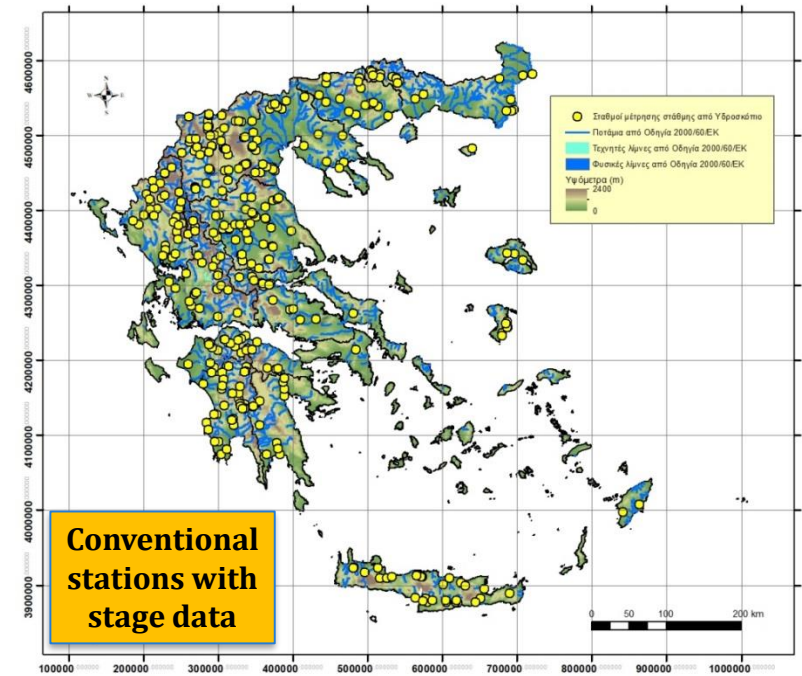 N
W
E
S
Σταθμοί μέτρησης στάθμης από Υδροσκόπιο
Ποτάμια από Οδηγία 2000/60/ΕΚ
Τεχνητές λίμνες από Οδηγία 2000/60/ΕΚ
Φυσικές λίμνες από Οδηγία 2000/60/ΕΚ
Υψόμετρα (m)
2400
0
4600000
4500000
4400000
4300000
4200000
4100000
4000000
3900000
Conventional
stations with
stage data
0 50 100 200 km
100000 200000 300000 400000 500000 600000 700000 800000 900000 1000000